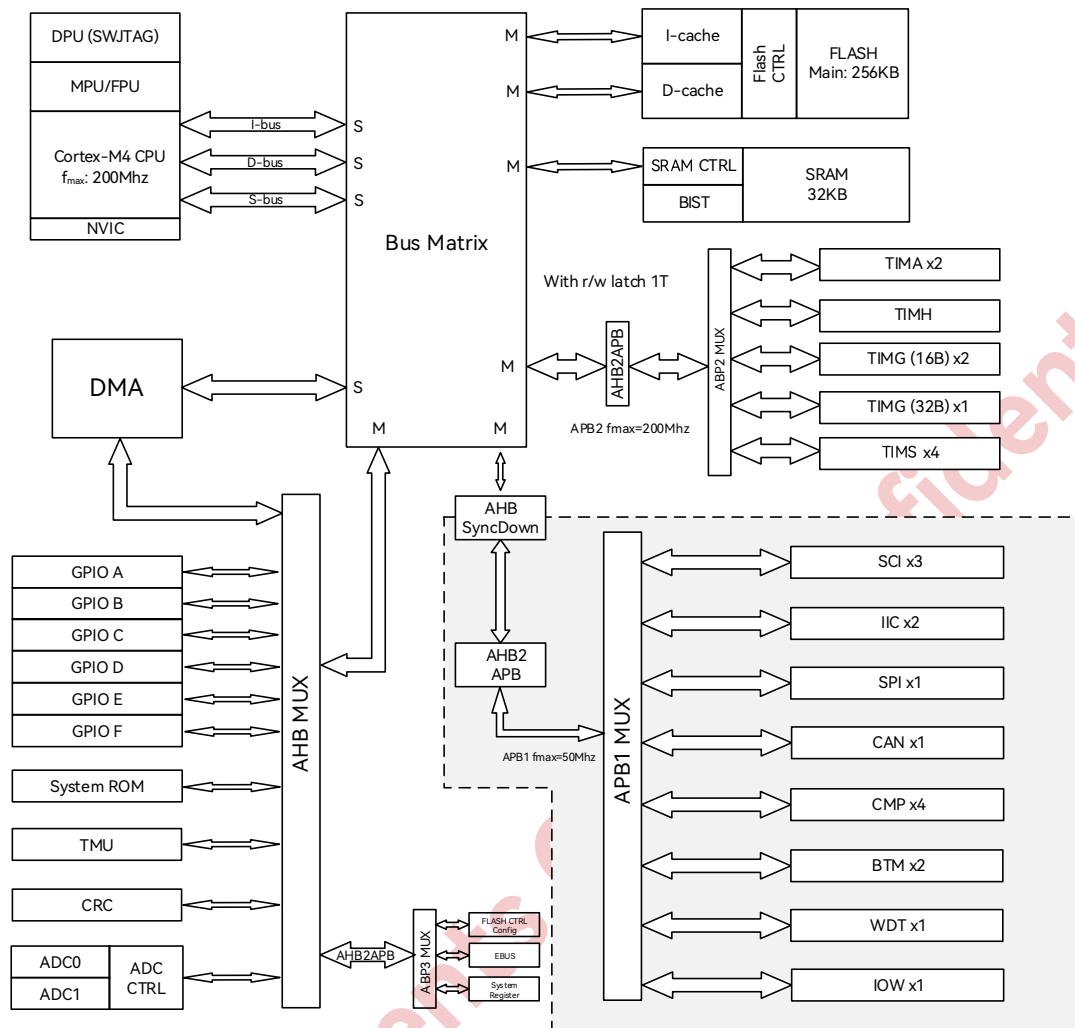 DPU (SWJTAG)
MPU/FPU
Cortex-M4 CPU
fmax: 200Mhz
NVIC
I-bus
D-bus
S-bus
S
S
S
S
Bus Matrix
M
M
M
M
M
M
I-cache
D-cache
Flash
CTRL
FLASH
Main: 256KB
SRAM CTRL
BIST
SRAM
32KB
With r/w latch 1T
AHB2APB
APB2 fmax=200Mhz
ABP2 MUX
TIMA x2
TIMH
TIMG (16B) x2
TIMG (32B) x1
TIMS x4
DMA
AHB
SyncDown
AHB2
APB
APB1 fmax=50Mhz
APB1 MUX
SCI x3
IIC x2
SPI x1
CAN x1
CMP x4
BTM x2
WDT x1
IOW x1
GPIO A
GPIO B
GPIO C
GPIO D
GPIO E
GPIO F
System ROM
TMU
CRC
ADC0
ADC1
ADC
CTRL
AHB MUX
AHB2APB
ABP3 MUX
FLASH CTRL
Config
EBUS
System
Register